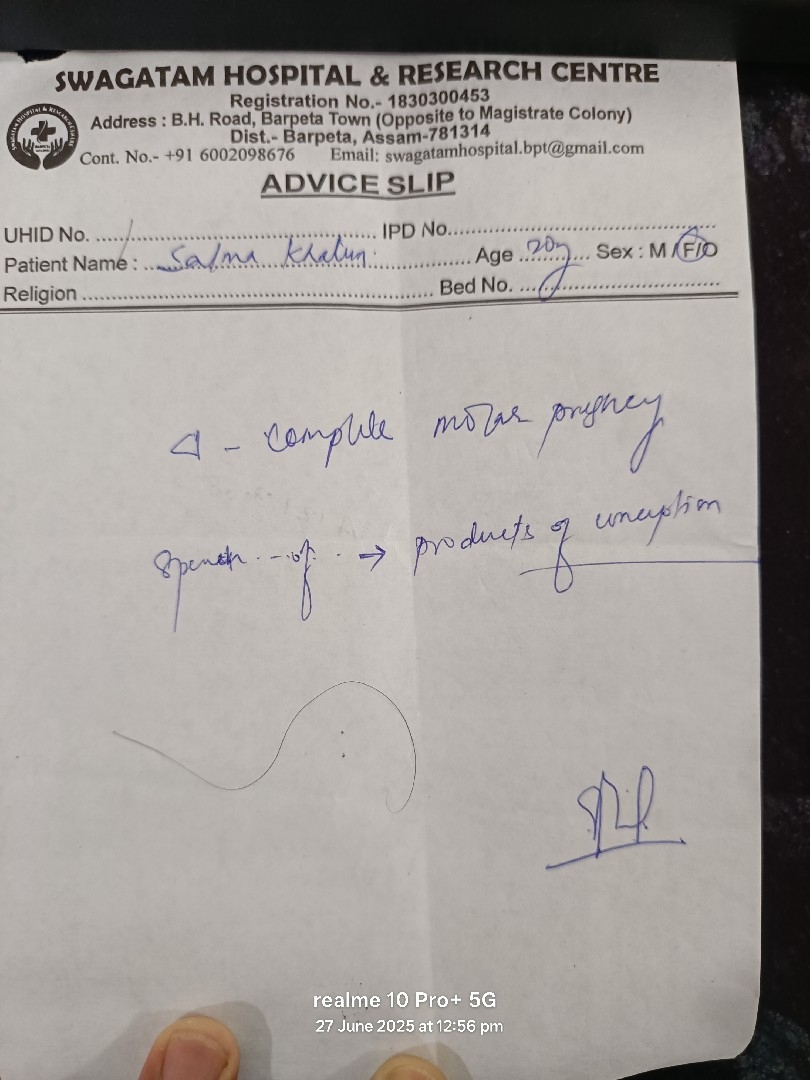 SWAGATAM HOSPITAL & RESEARCH CENTRE
Registration No.- 1830300453
Address : B.H. Road, Barpeta Town (Opposite to Magistrate Colony)
Dist.- Barpeta, Assam-781314
Cont. No.- +91 6002098676 Email: swagatamhospital.bpt@gmail.com
ADVICE SLIP
UHID No. ............ IPD No............
Patient Name : Salma Khatun Age 20y Sex : M/F/O
Religion ............ Bed No. ............
complete molar pregnancy
of → products of conception
realme 10 Pro+ 5G
27 June 2025 at 12:56 pm